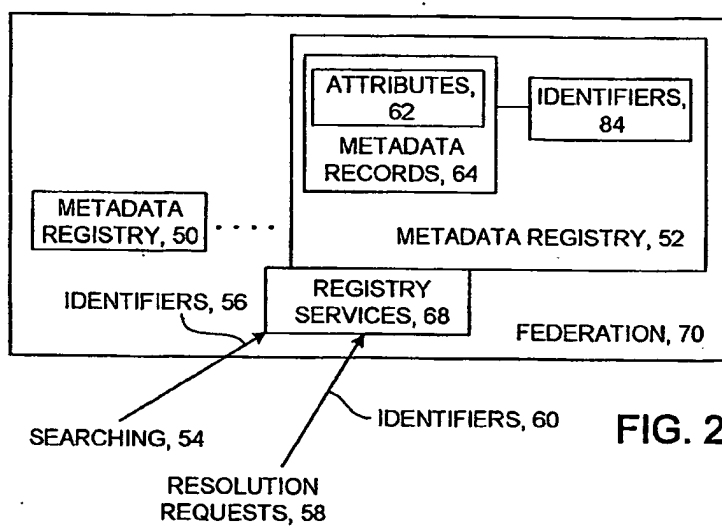 ATTRIBUTES,
62
METADATA
RECORDS, 64
IDENTIFIERS,
84
METADATA
REGISTRY, 50
. . . .
METADATA REGISTRY, 52
IDENTIFIERS, 56
REGISTRY
SERVICES, 68
FEDERATION, 70
SEARCHING, 54
IDENTIFIERS, 60
FIG. 2
RESOLUTION
REQUESTS, 58